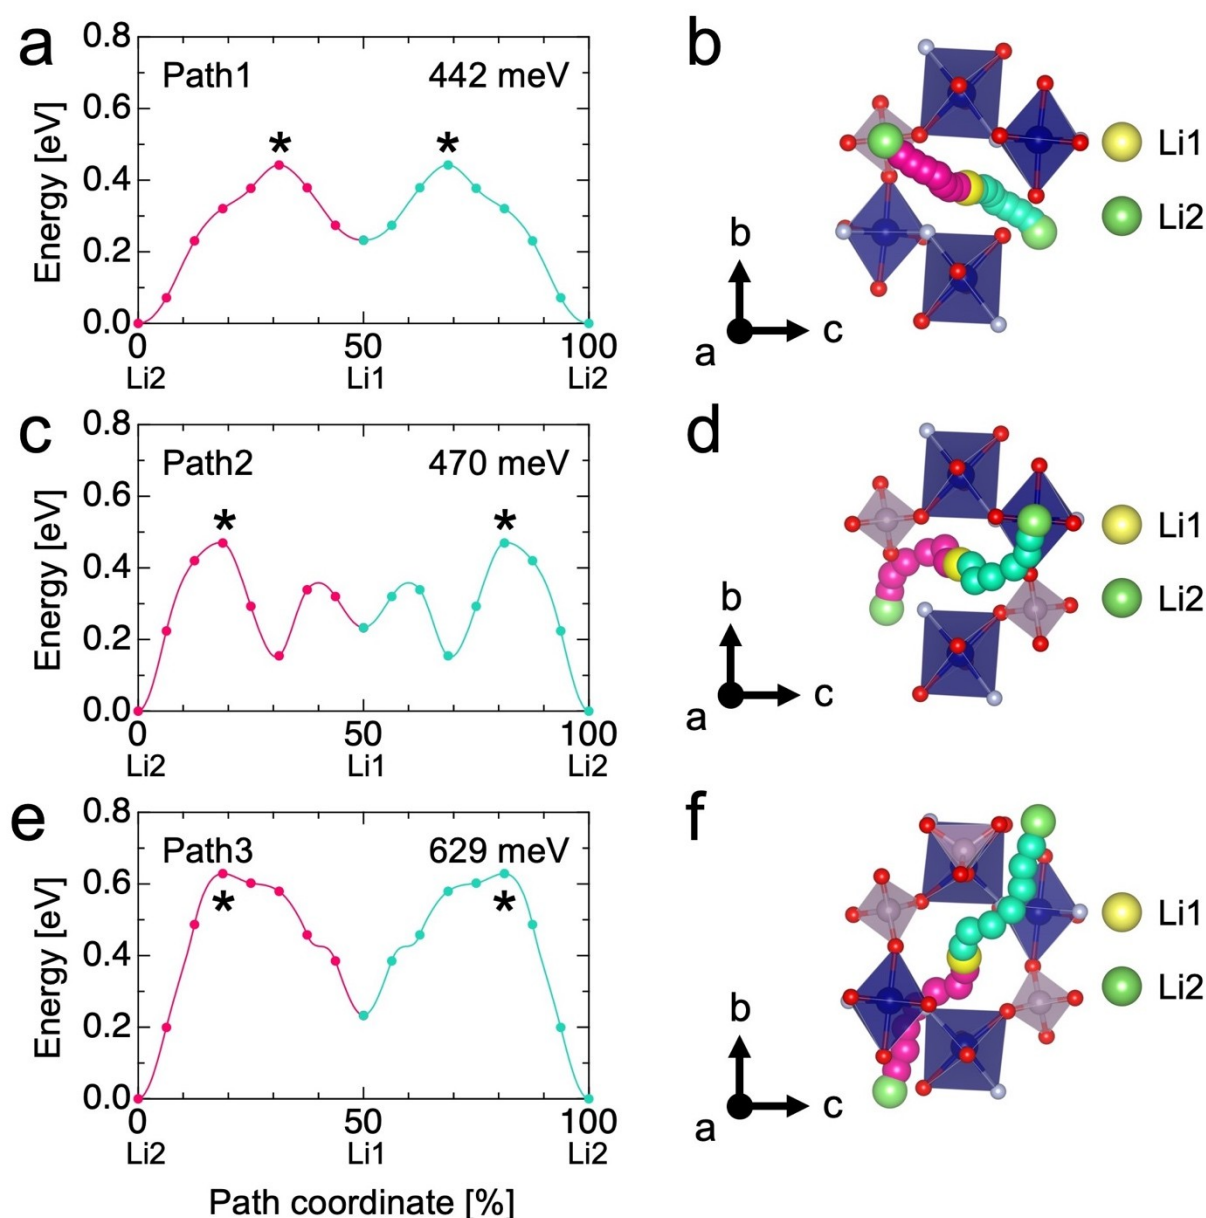 a
Path1 442 meV
Energy [eV]
0.8
0.6
0.4
0.2
0.0
* *
0 50 100
Li2 Li1 Li2
b
Li1
Li2
b
a c
c
Path2 470 meV
Energy [eV]
0.8
0.6
0.4
0.2
0.0
* *
0 50 100
Li2 Li1 Li2
d
Li1
Li2
b
a c
e
Path3 629 meV
Energy [eV]
0.8
0.6
0.4
0.2
0.0
* *
0 50 100
Li2 Li1 Li2
Path coordinate [%]
f
Li1
Li2
b
a c